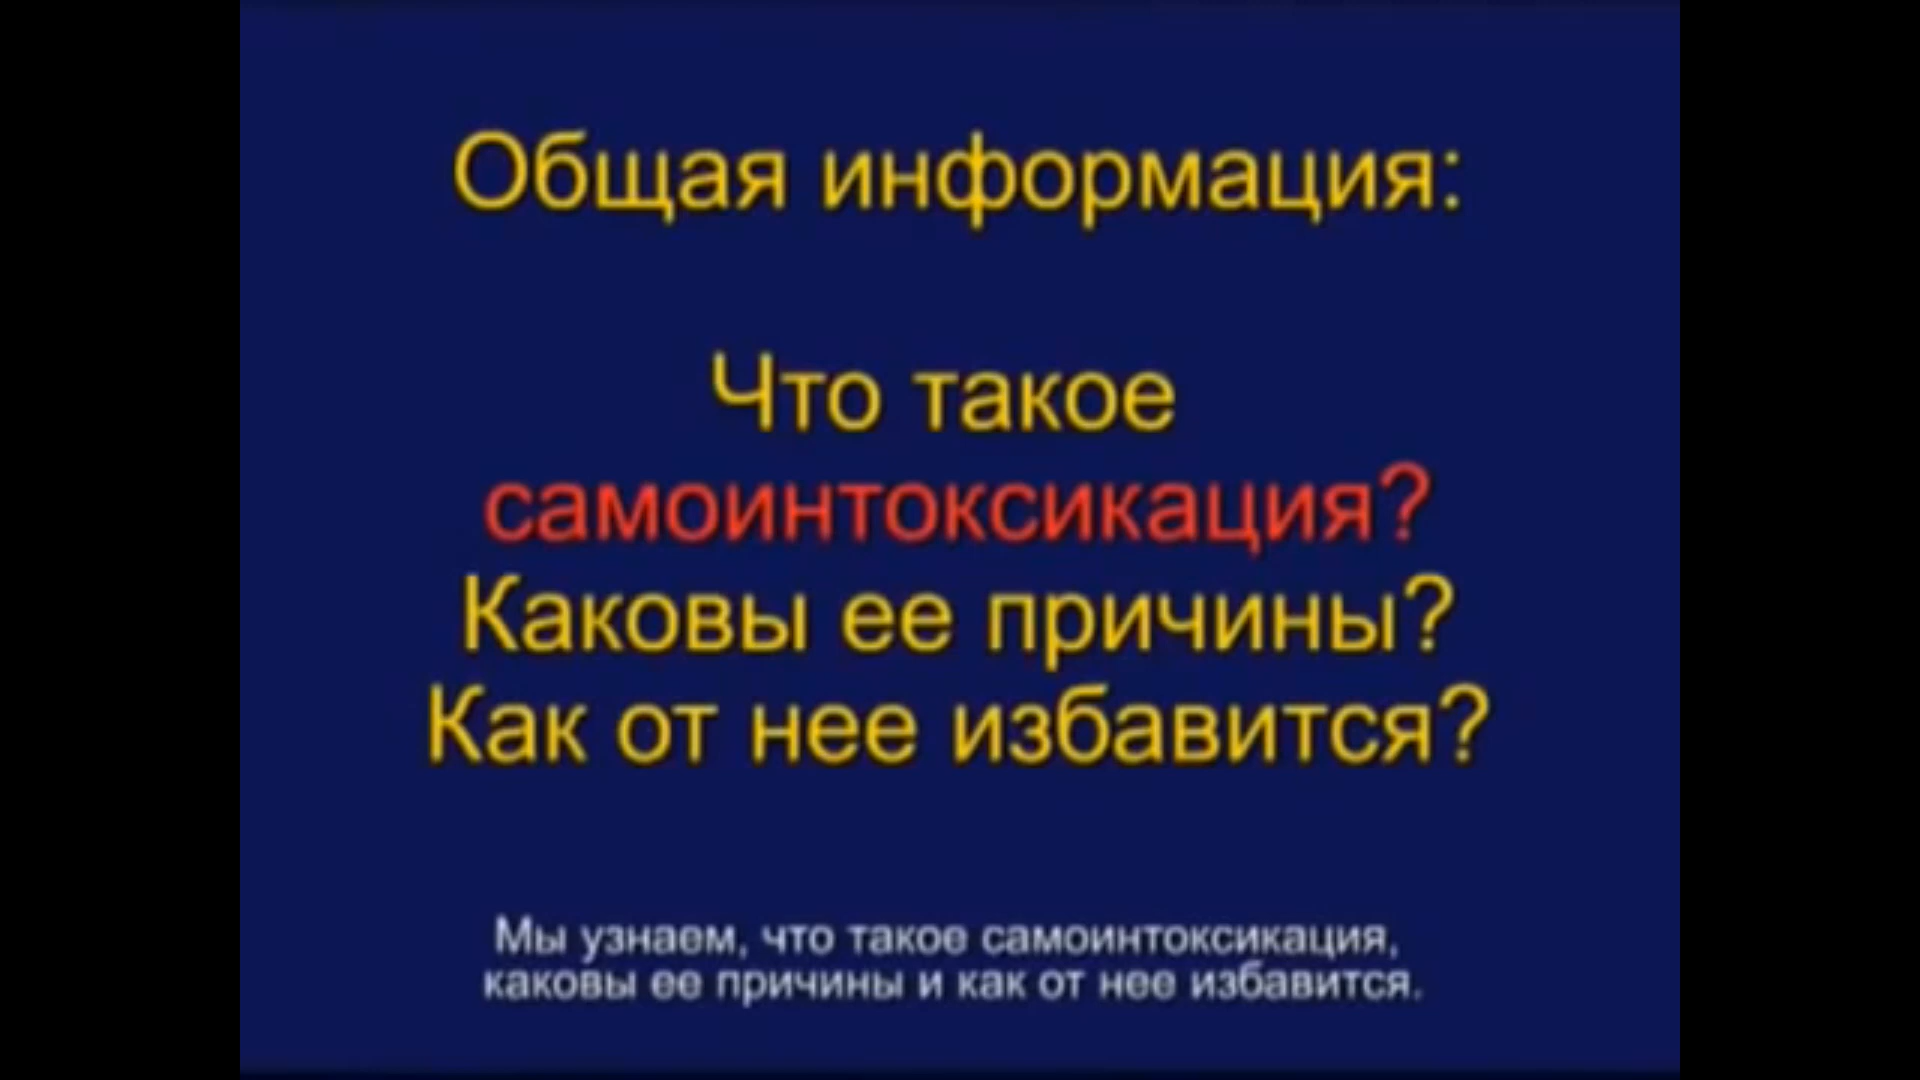 Общая информация:
Что такое
самоинтоксикация?
Каковы ее причины?
Как от нее избавится?
Мы узнаем, что такое самоинтоксикация,
каковы ее причины и как от нее избавится.